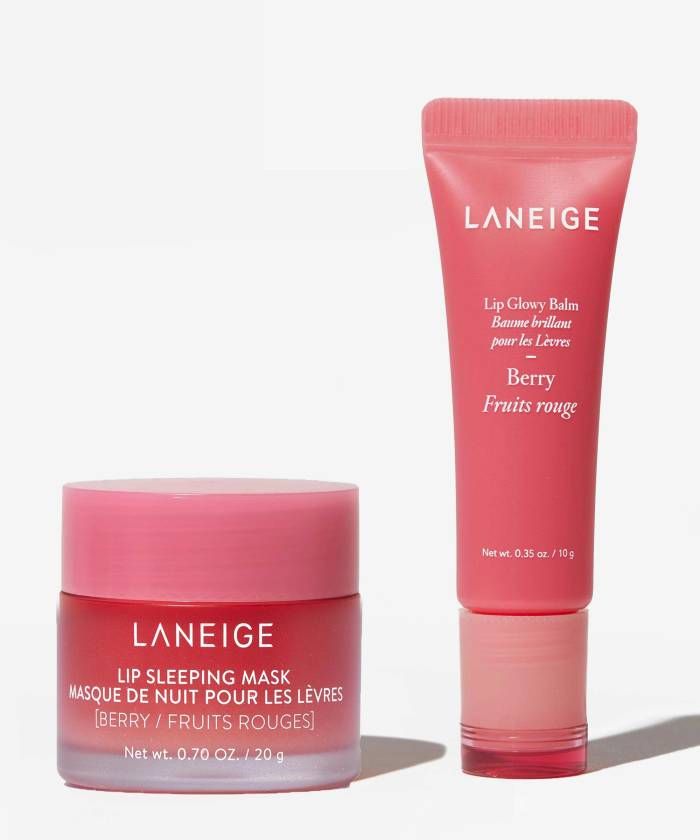 LANEIGE
Lip Glowy Balm
Baume brillant
pour les Lèvres
Berry
Fruits rouge
Net wt. 0.35 oz. / 10 g
LANEIGE
LIP SLEEPING MASK
MASQUE DE NUIT POUR LES LÈVRES
[BERRY / FRUITS ROUGES]
Net wt. 0.70 OZ. / 20 g